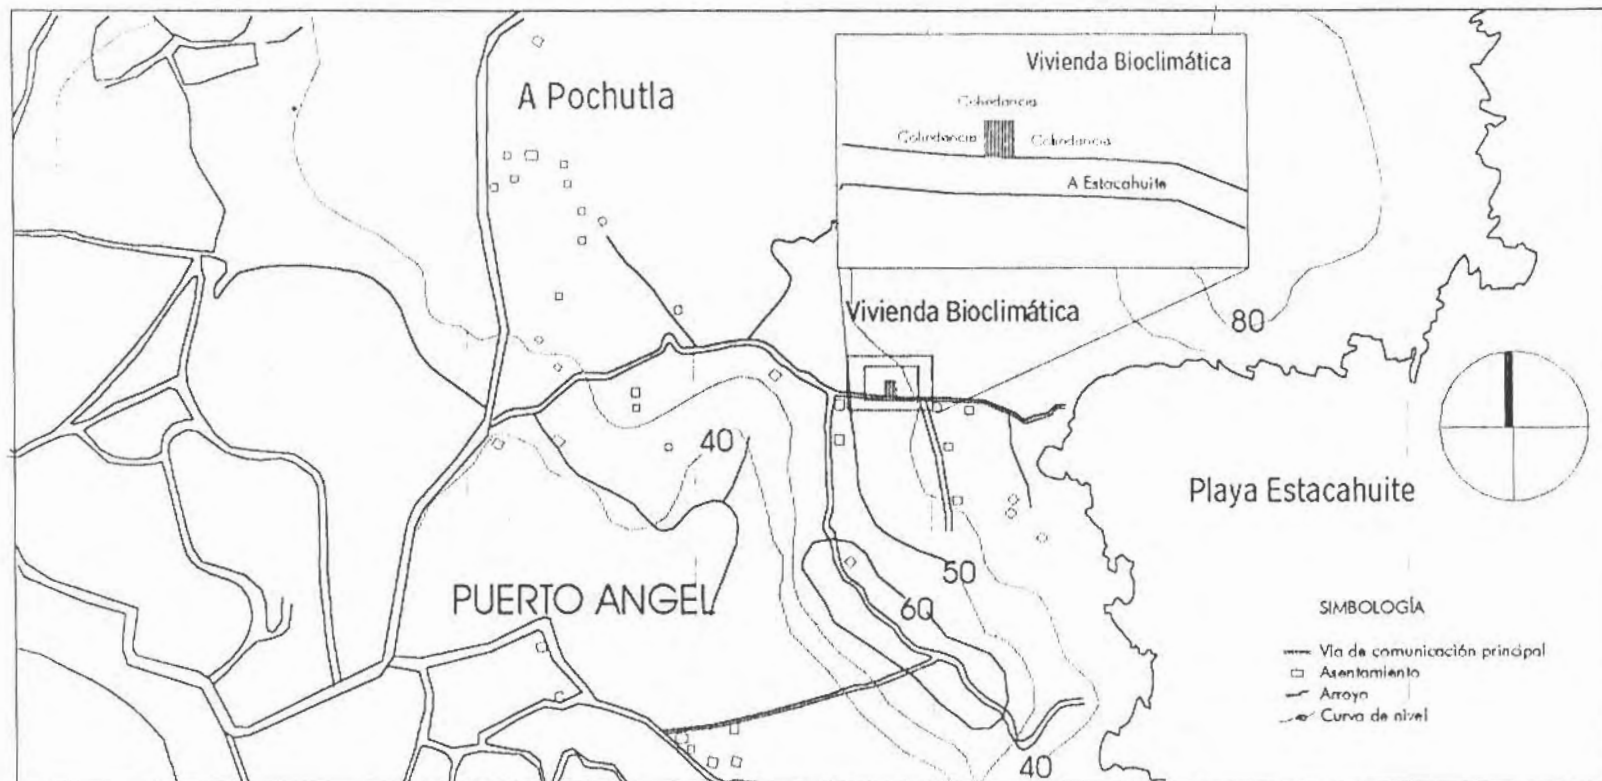 A Pochutla
Vivienda Bioclimática
Colindancia
Colindancia
Colindancia
A Estacahuite
Vivienda Bioclimática
80
40
Playa Estacahuite
50
60
PUERTO ANGEL
40
SIMBOLOGÍA
Vía de comunicación principal
Asentamiento
Arroyo
Curva de nivel